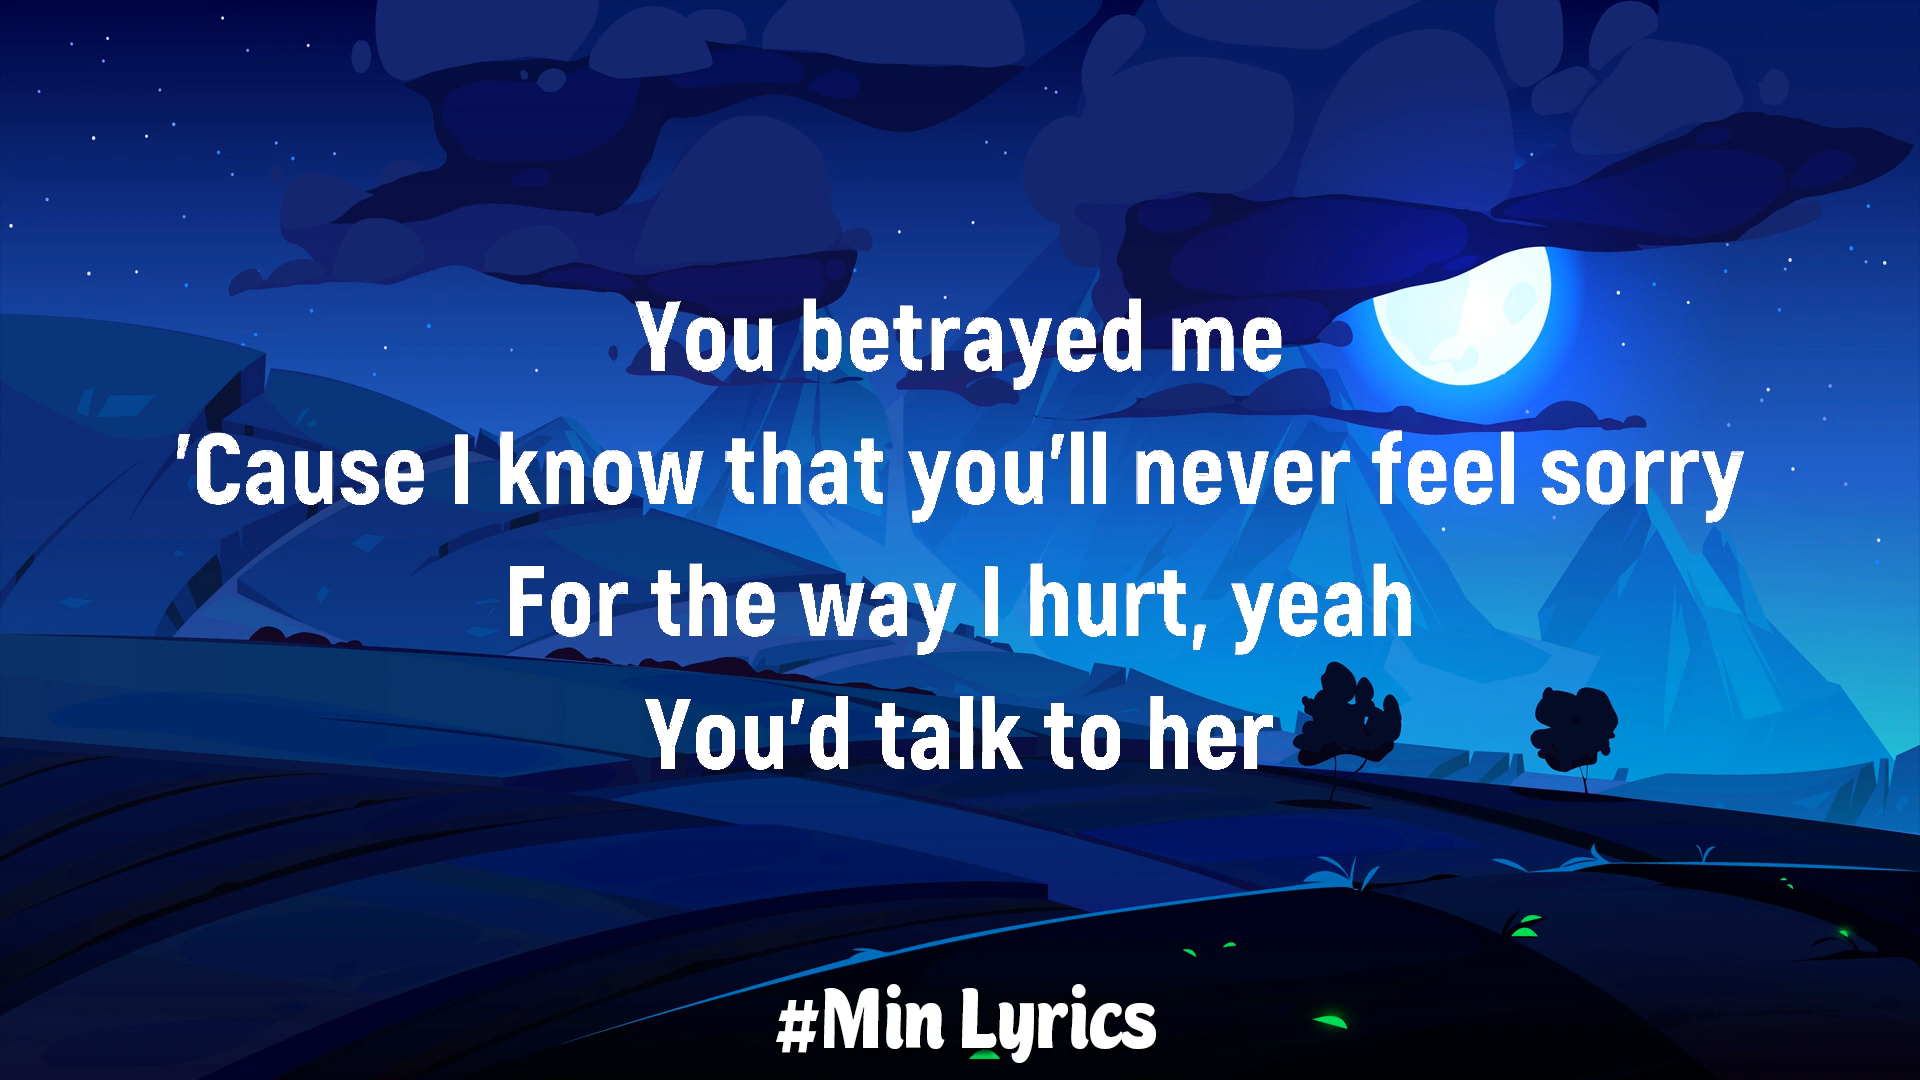 You betrayed me
'Cause I know that you'll never feel sorry
For the way I hurt, yeah
You'd talk to her
#Min Lyrics